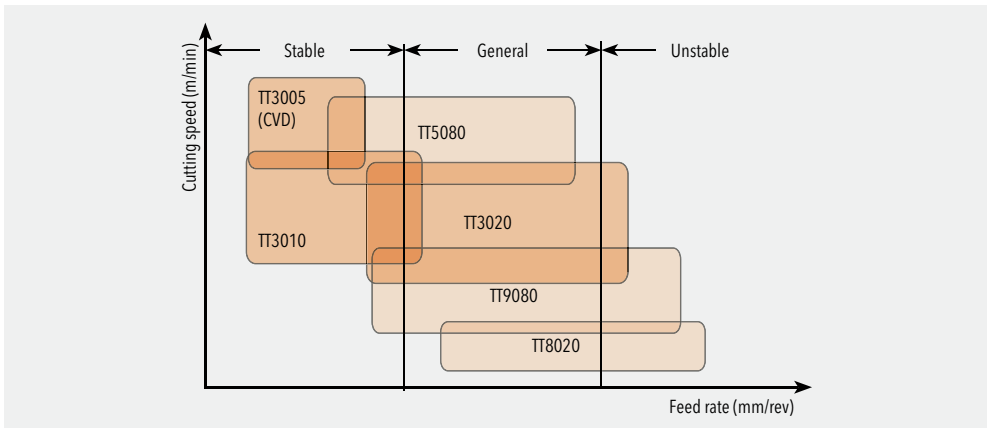 Stable
General
Unstable
Cutting speed (m/min)
TT3005
(CVD)
TT5080
TT3010
TT3020
TT9080
TT8020
Feed rate (mm/rev)